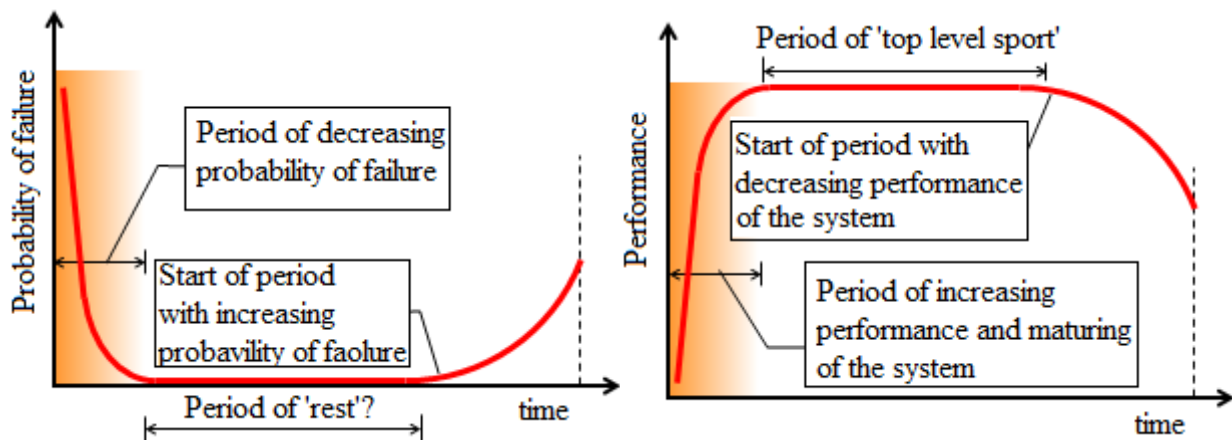 Probability of failure
Period of decreasing
probability of failure
Start of period
with increasing
probavility of faolure
Period of 'rest'?
time
Period of 'top level sport'
Performance
Start of period with
decreasing performance
of the system
Period of increasing
performance and maturing
of the system
time